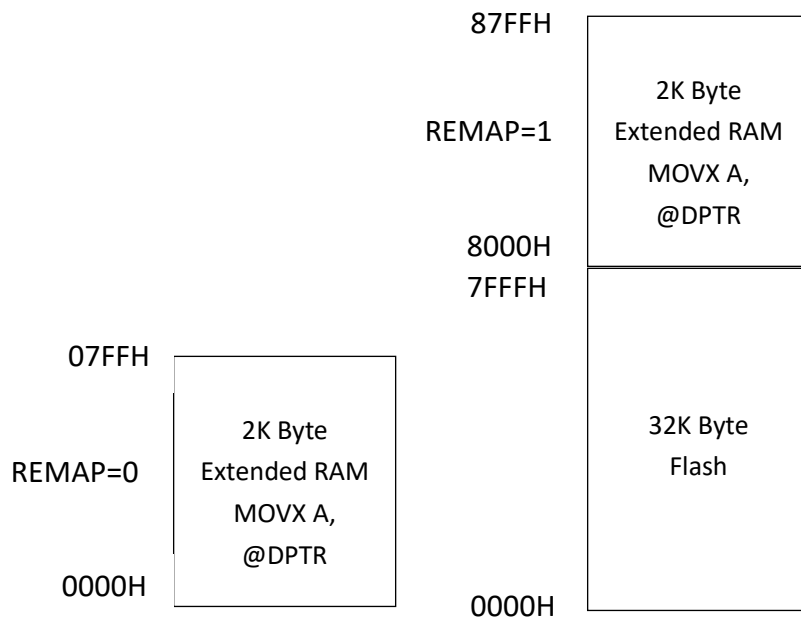 87FFH
2K Byte
REMAP=1
Extended RAM
MOVX A,
@DPTR
8000H
7FFFH
07FFH
2K Byte
REMAP=0
Extended RAM
MOVX A,
@DPTR
0000H
32K Byte
Flash
0000H